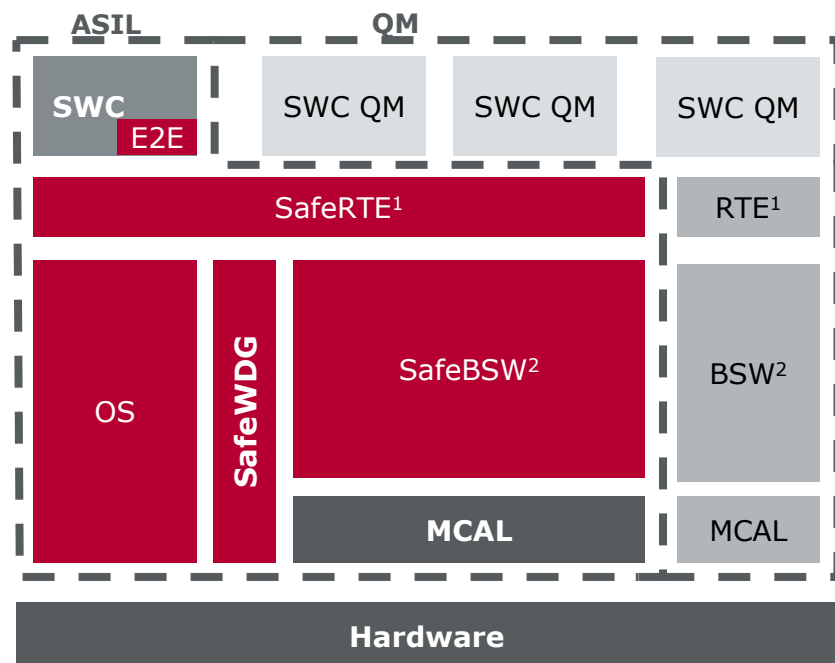 ASIL
QM
SWC
E2E
SWC QM
SWC QM
SWC QM
SafeRTE¹
RTE¹
OS
SafeWDG
SafeBSW²
BSW²
MCAL
MCAL
Hardware